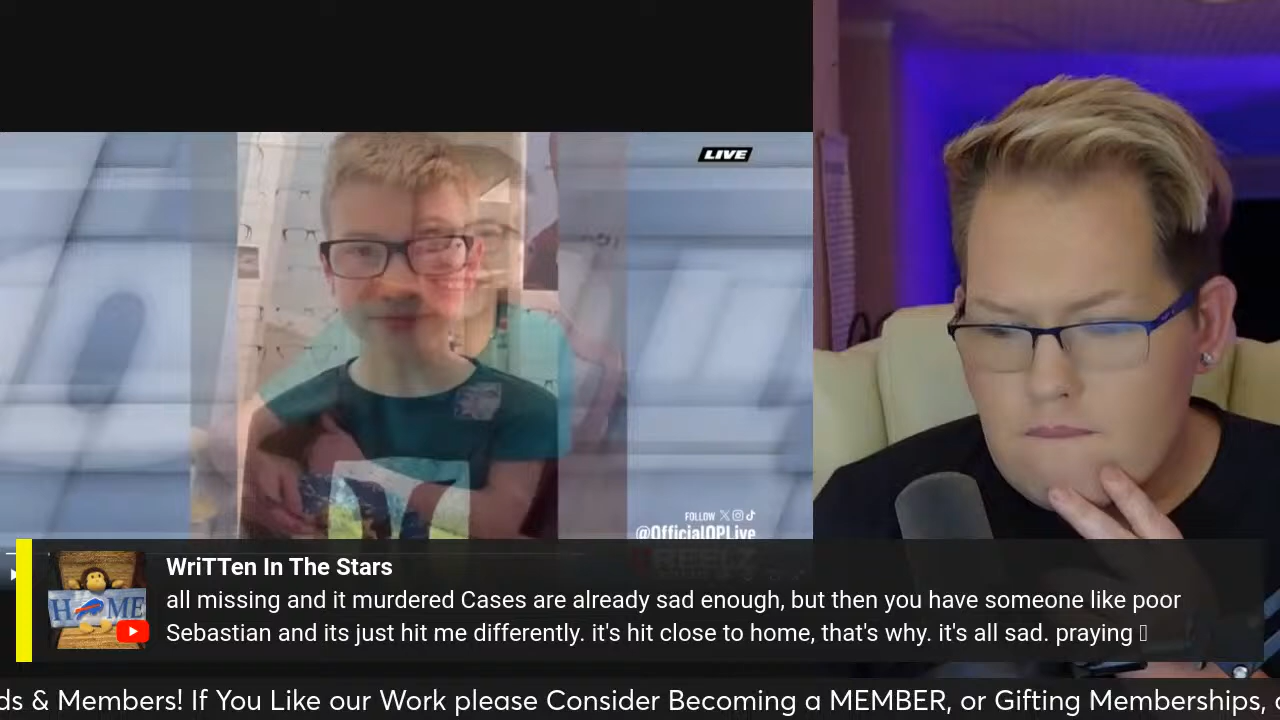 LIVE
FOLLOW
@OfficialOPLive
REELZ
HOME
WriTTen In The Stars
all missing and it murdered Cases are already sad enough, but then you have someone like poor
Sebastian and its just hit me differently. it's hit close to home, that's why. it's all sad. praying
ds & Members! If You Like our Work please Consider Becoming a MEMBER, or Gifting Memberships,